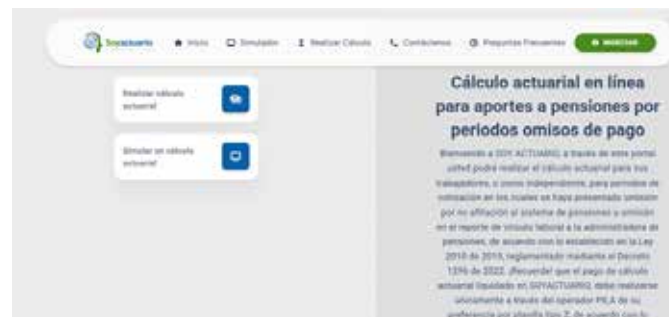 Soyactuario Inicio Simulador Realizar Cálculo Contáctenos Preguntas Frecuentes INGRESAR
Realizar cálculo
actuarial
Simular un cálculo
actuarial
Cálculo actuarial en línea
para aportes a pensiones por
periodos omisos de pago
Bienvenido a SOY ACTUARIO, a través de este portal
usted podrá realizar el cálculo actuarial para sus
trabajadores, o como independiente, para periodos de
cotización en los cuales se haya presentado omisión
por no afiliación al sistema de pensiones u omisión
en el reporte de vínculo laboral a la administradora de
pensiones, de acuerdo con lo establecido en la Ley
2010 de 2019, reglamentado mediante el Decreto
1296 de 2022. ¡Recuerde! que el pago de cálculo
actuarial liquidado en SOYACTUARIO, debe realizarse
únicamente a través del operador PILA de su
preferencia por planilla tipo Z, de acuerdo con lo